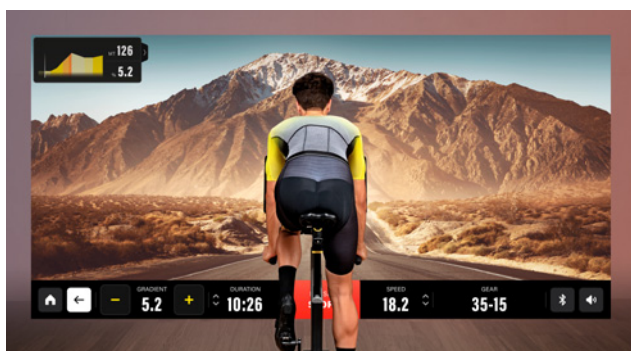 126
5.2
GRADIENT
5.2
DURATION
10:26
SPEED
18.2
GEAR
35-15